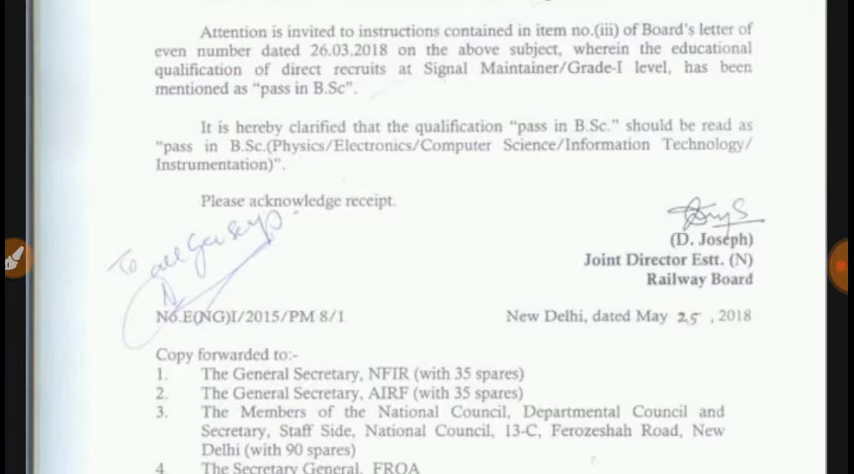 Attention is invited to instructions contained in item no.(iii) of Board's letter of
even number dated 26.03.2018 on the above subject, wherein the educational
qualification of direct recruits at Signal Maintainer/Grade-I level, has been
mentioned as "pass in B.Sc".
It is hereby clarified that the qualification "pass in B.Sc." should be read as
"pass in B.Sc.(Physics/Electronics/Computer Science/Information Technology/
Instrumentation)".
Please acknowledge receipt.
To
all
(D. Joseph)
Joint Director Estt. (N)
Railway Board
No.E(NG)I/2015/PM 8/1 New Delhi, dated May 25, 2018
Copy forwarded to:-
1. The General Secretary, NFIR (with 35 spares)
2. The General Secretary, AIRF (with 35 spares)
3. The Members of the National Council, Departmental Council and
Secretary, Staff Side, National Council, 13-C, Ferozeshah Road, New
Delhi (with 90 spares)
4. The Secretary General, FROA